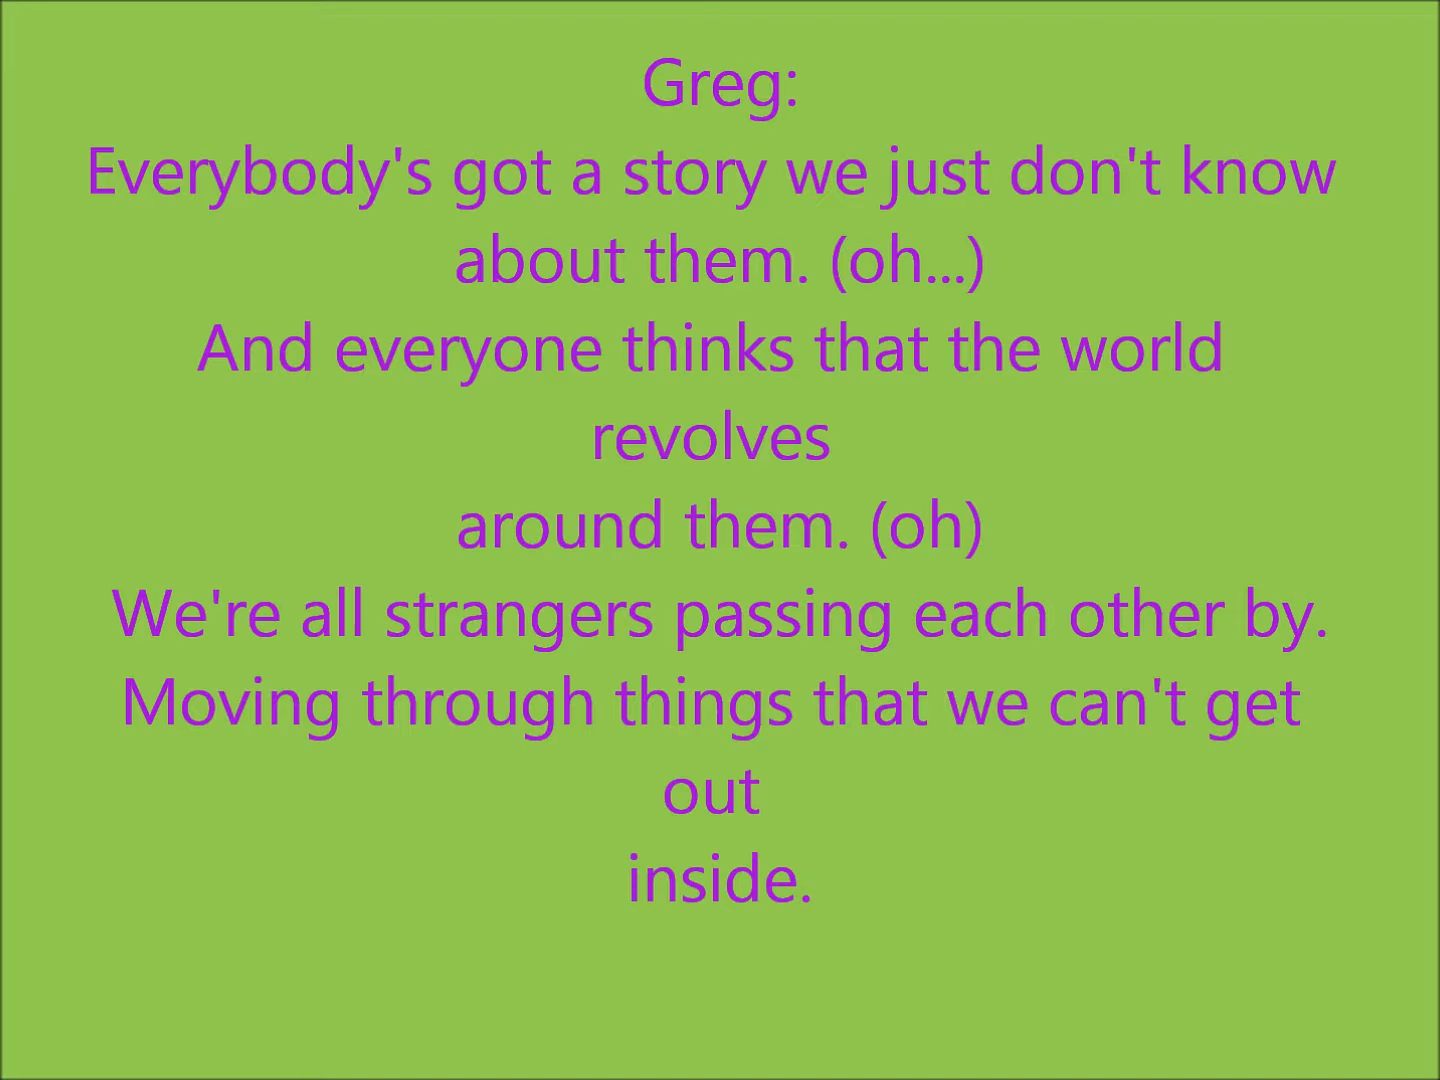 Greg:
Everybody's got a story we just don't know
about them. (oh...)
And everyone thinks that the world
revolves
around them. (oh)
We're all strangers passing each other by.
Moving through things that we can't get
out
inside.